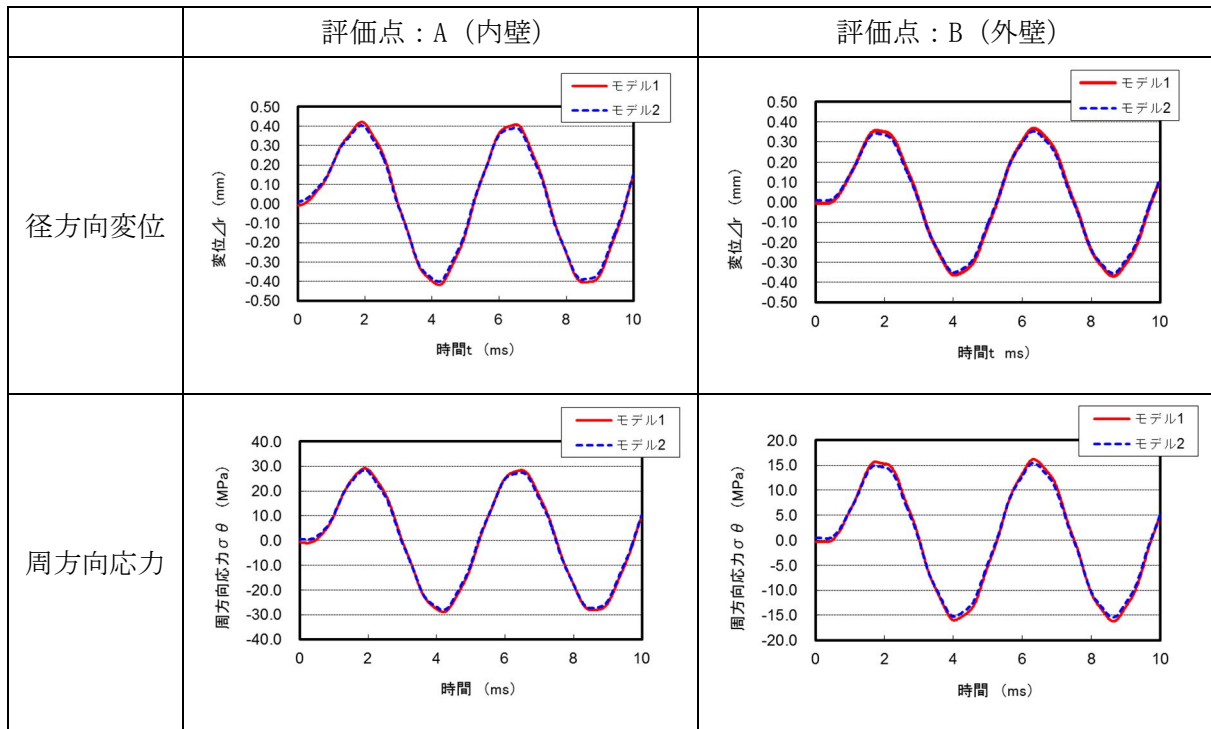 評価点：A（内壁）
評価点：B（外壁）
径方向変位
モデル1
モデル2
0.50
0.40
0.30
0.20
0.10
0.00
-0.10
-0.20
-0.30
-0.40
-0.50
変位⊿r （mm）
0 2 4 6 8 10
時間t （ms）
モデル1
モデル2
0.50
0.40
0.30
0.20
0.10
0.00
-0.10
-0.20
-0.30
-0.40
-0.50
変位⊿r （mm）
0 2 4 6 8 10
時間t ms）
周方向応力
モデル1
モデル2
40.0
30.0
20.0
10.0
0.0
-10.0
-20.0
-30.0
-40.0
周方向応力σθ （MPa）
0 2 4 6 8 10
時間 （ms）
モデル1
モデル2
20.0
15.0
10.0
5.0
0.0
-5.0
-10.0
-15.0
-20.0
周方向応力σθ （MPa）
0 2 4 6 8 10
時間 （ms）